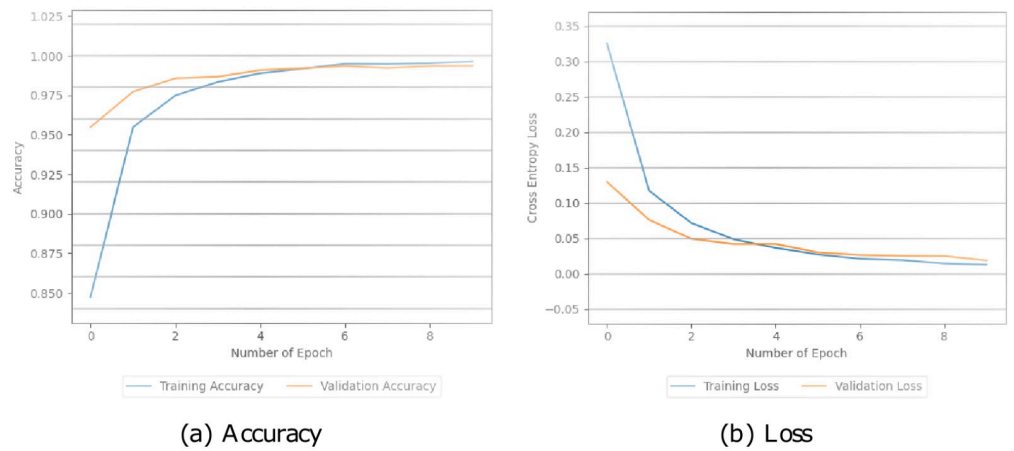 1.025
1.000
0.975
0.950
0.925
0.900
0.875
0.850
Accuracy
0 2 4 6 8
Number of Epoch
Training Accuracy Validation Accuracy
(a) Accuracy
0.35
0.30
0.25
0.20
0.15
0.10
0.05
0.00
−0.05
Cross Entropy Loss
0 2 4 6 8
Number of Epoch
Training Loss Validation Loss
(b) Loss